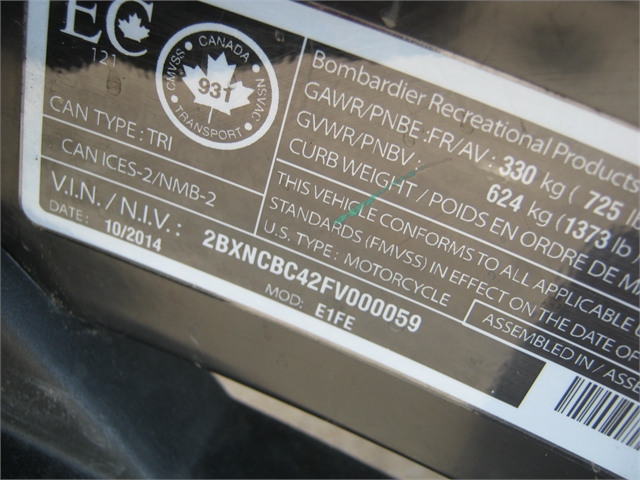 EC
121
CMVSS CANADA NSVAC
931
TRANSPORT
CAN TYPE : TRI
CAN ICES-2/NMB-2
V.I.N. / N.I.V. : 2BXNCBC42FV000059
DATE: 10/2014
MOD: E1FE
Bombardier Recreational Products
GAWR/PNBE :FR/AV : 330 kg ( 725 lb
GVWR/PNBV : 624 kg (1373 lb )
CURB WEIGHT / POIDS EN ORDRE DE M
THIS VEHICLE CONFORMS TO ALL APPLICABLE
STANDARDS (FMVSS) IN EFFECT ON THE DATE OF
U.S. TYPE : MOTORCYCLE
ASSEMBLED IN / ASS